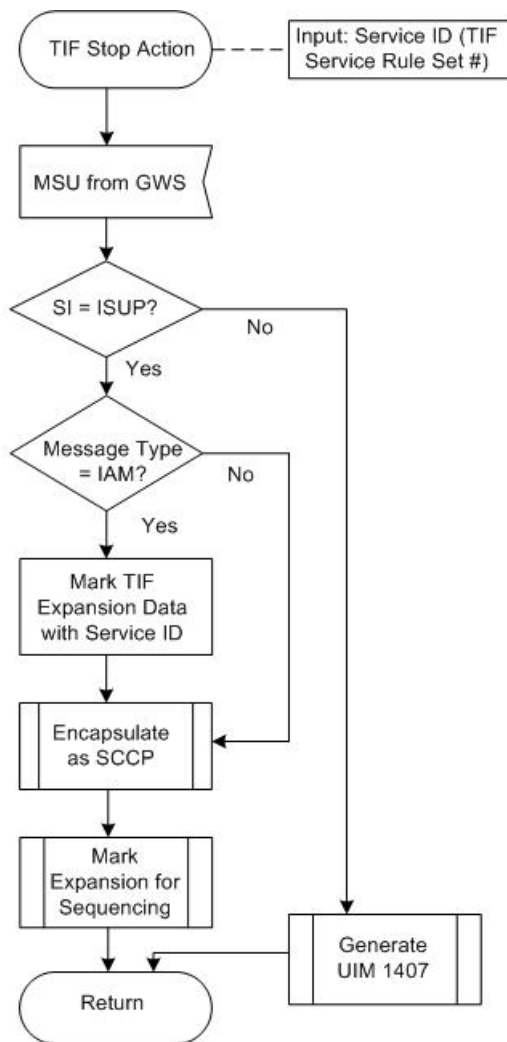 TIF Stop Action
Input: Service ID (TIF
Service Rule Set #)
MSU from GWS
SI = ISUP?
No
Yes
Message Type
= IAM?
No
Yes
Mark TIF
Expansion Data
with Service ID
Encapsulate
as SCCP
Mark
Expansion for
Sequencing
Generate
UIM 1407
Return